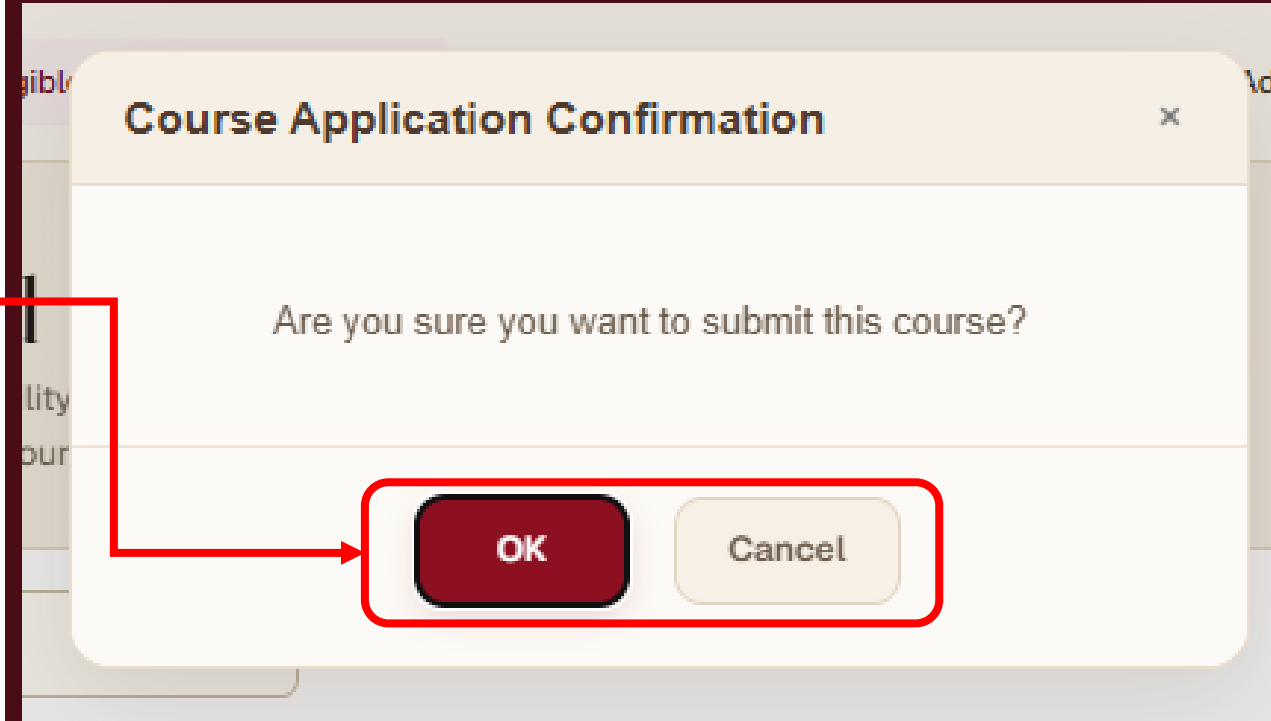 Course Application Confirmation
×
Are you sure you want to submit this course?
OK
Cancel